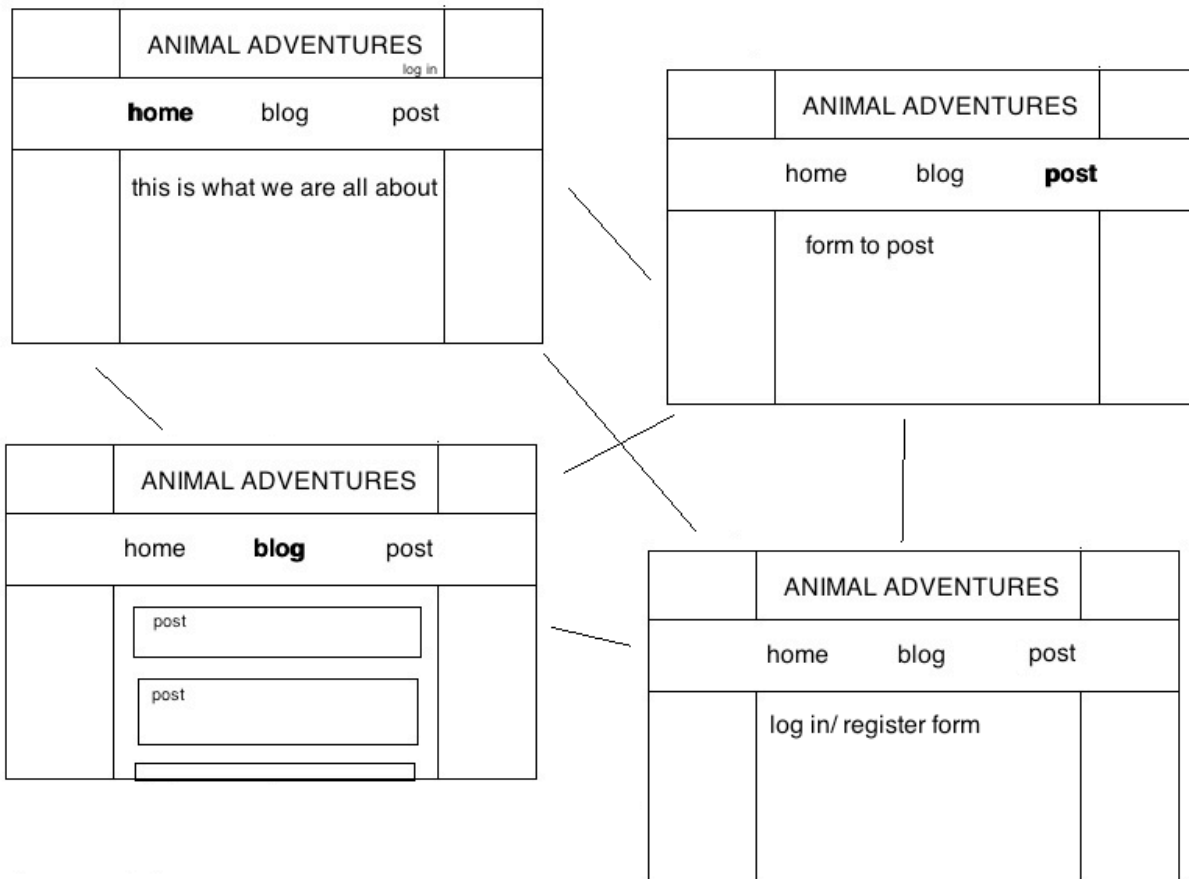 ANIMAL ADVENTURES
log in
home blog post
this is what we are all about
ANIMAL ADVENTURES
home blog post
form to post
ANIMAL ADVENTURES
home blog post
post
post
ANIMAL ADVENTURES
home blog post
log in/ register form